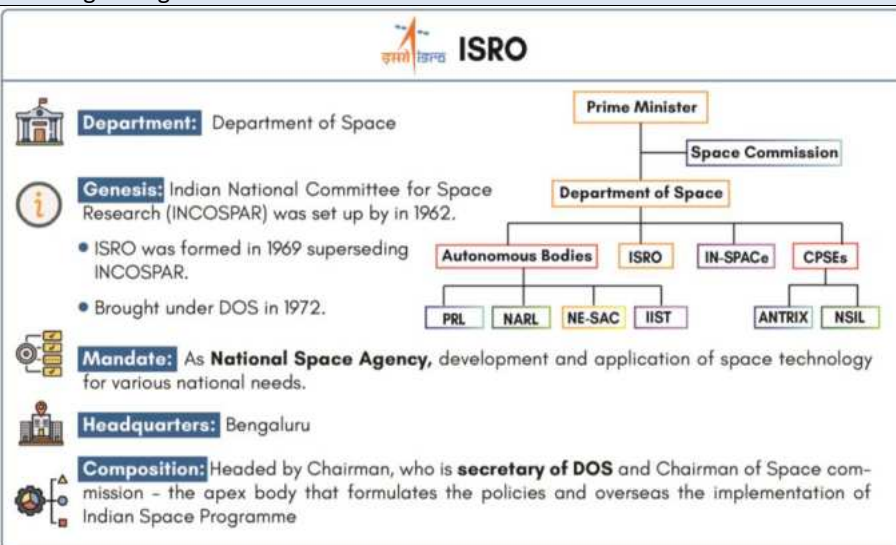 इसरो isro ISRO
Department: Department of Space
Genesis: Indian National Committee for Space
Research (INCOSPAR) was set up by in 1962.
• ISRO was formed in 1969 superseding
INCOSPAR.
• Brought under DOS in 1972.
Prime Minister
Space Commission
Department of Space
Autonomous Bodies ISRO IN-SPACe CPSEs
PRL NARL NE-SAC IIST ANTRIX NSIL
Mandate: As National Space Agency, development and application of space technology
for various national needs.
Headquarters: Bengaluru
Composition: Headed by Chairman, who is secretary of DOS and Chairman of Space com-
mission - the apex body that formulates the policies and overseas the implementation of
Indian Space Programme